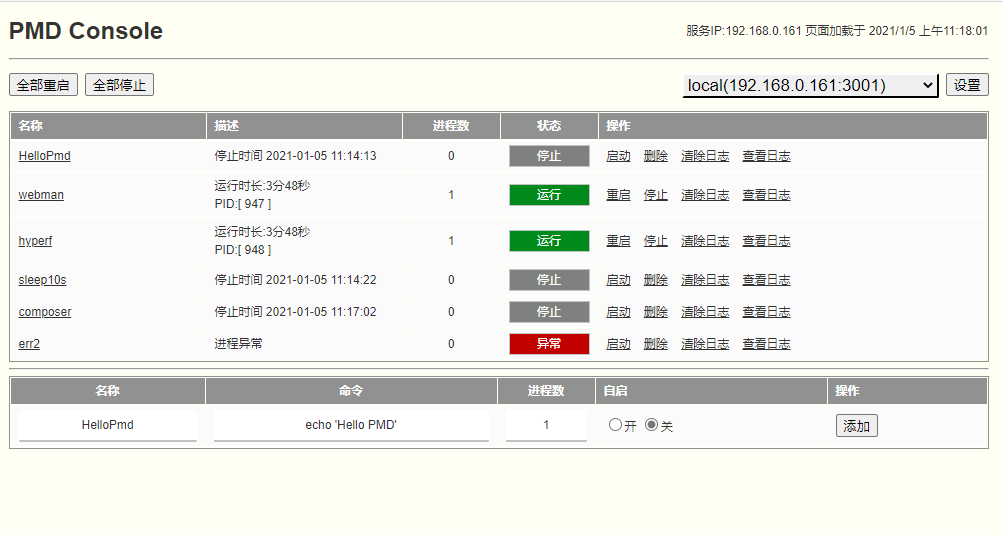 PMD Console
服务IP:192.168.0.161 页面加载于 2021/1/5 上午11:18:01
全部重启 全部停止 local(192.168.0.161:3001) 设置
名称 描述 进程数 状态 操作
HelloPmd 停止时间 2021-01-05 11:14:13 0 停止 启动 删除 清除日志 查看日志
webman 运行时长:3分48秒
PID:[ 947 ] 1 运行 重启 停止 清除日志 查看日志
hyperf 运行时长:3分48秒
PID:[ 948 ] 1 运行 重启 停止 清除日志 查看日志
sleep10s 停止时间 2021-01-05 11:14:22 0 停止 启动 删除 清除日志 查看日志
composer 停止时间 2021-01-05 11:17:02 0 停止 启动 删除 清除日志 查看日志
err2 进程异常 0 异常 启动 删除 清除日志 查看日志
名称 命令 进程数 自启 操作
HelloPmd echo 'Hello PMD' 1 开 关 添加